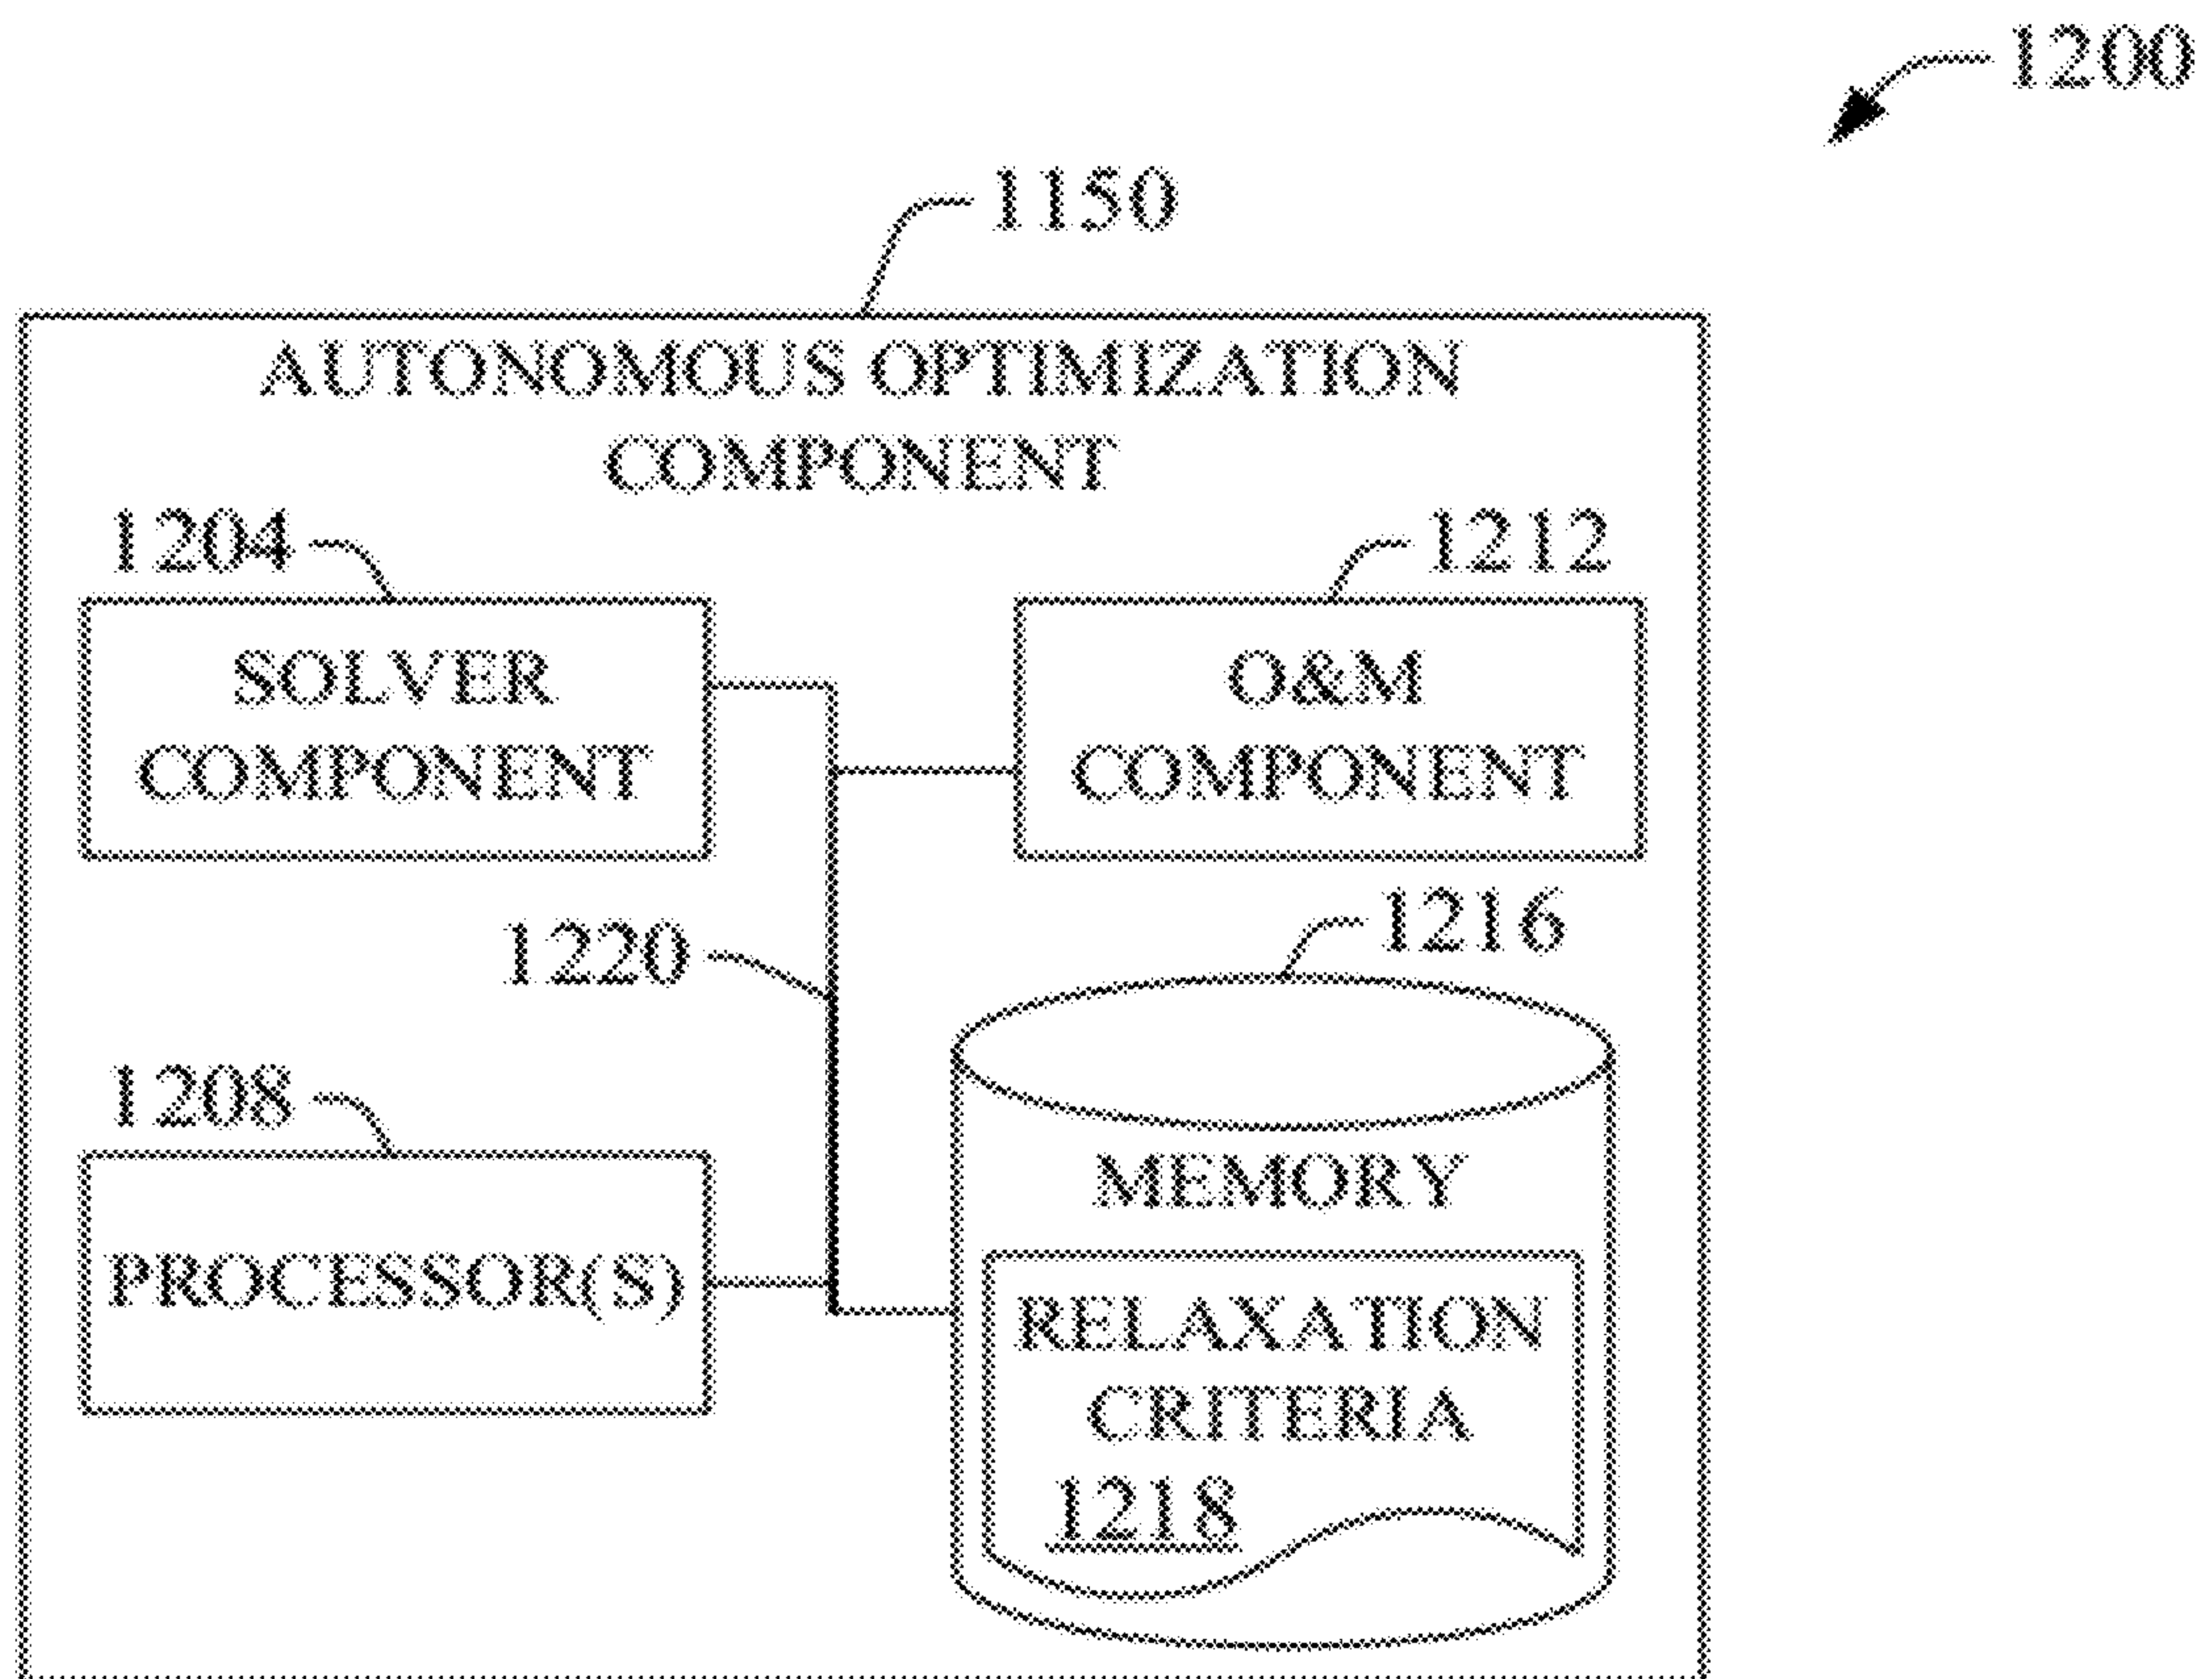 1200
1150
AUTONOMOUS OPTIMIZATION
COMPONENT
1204
1212
SOLVER
COMPONENT
O&M
COMPONENT
1220
1216
1208
PROCESSOR(S)
MEMORY
RELAXATION
CRITERIA
1218